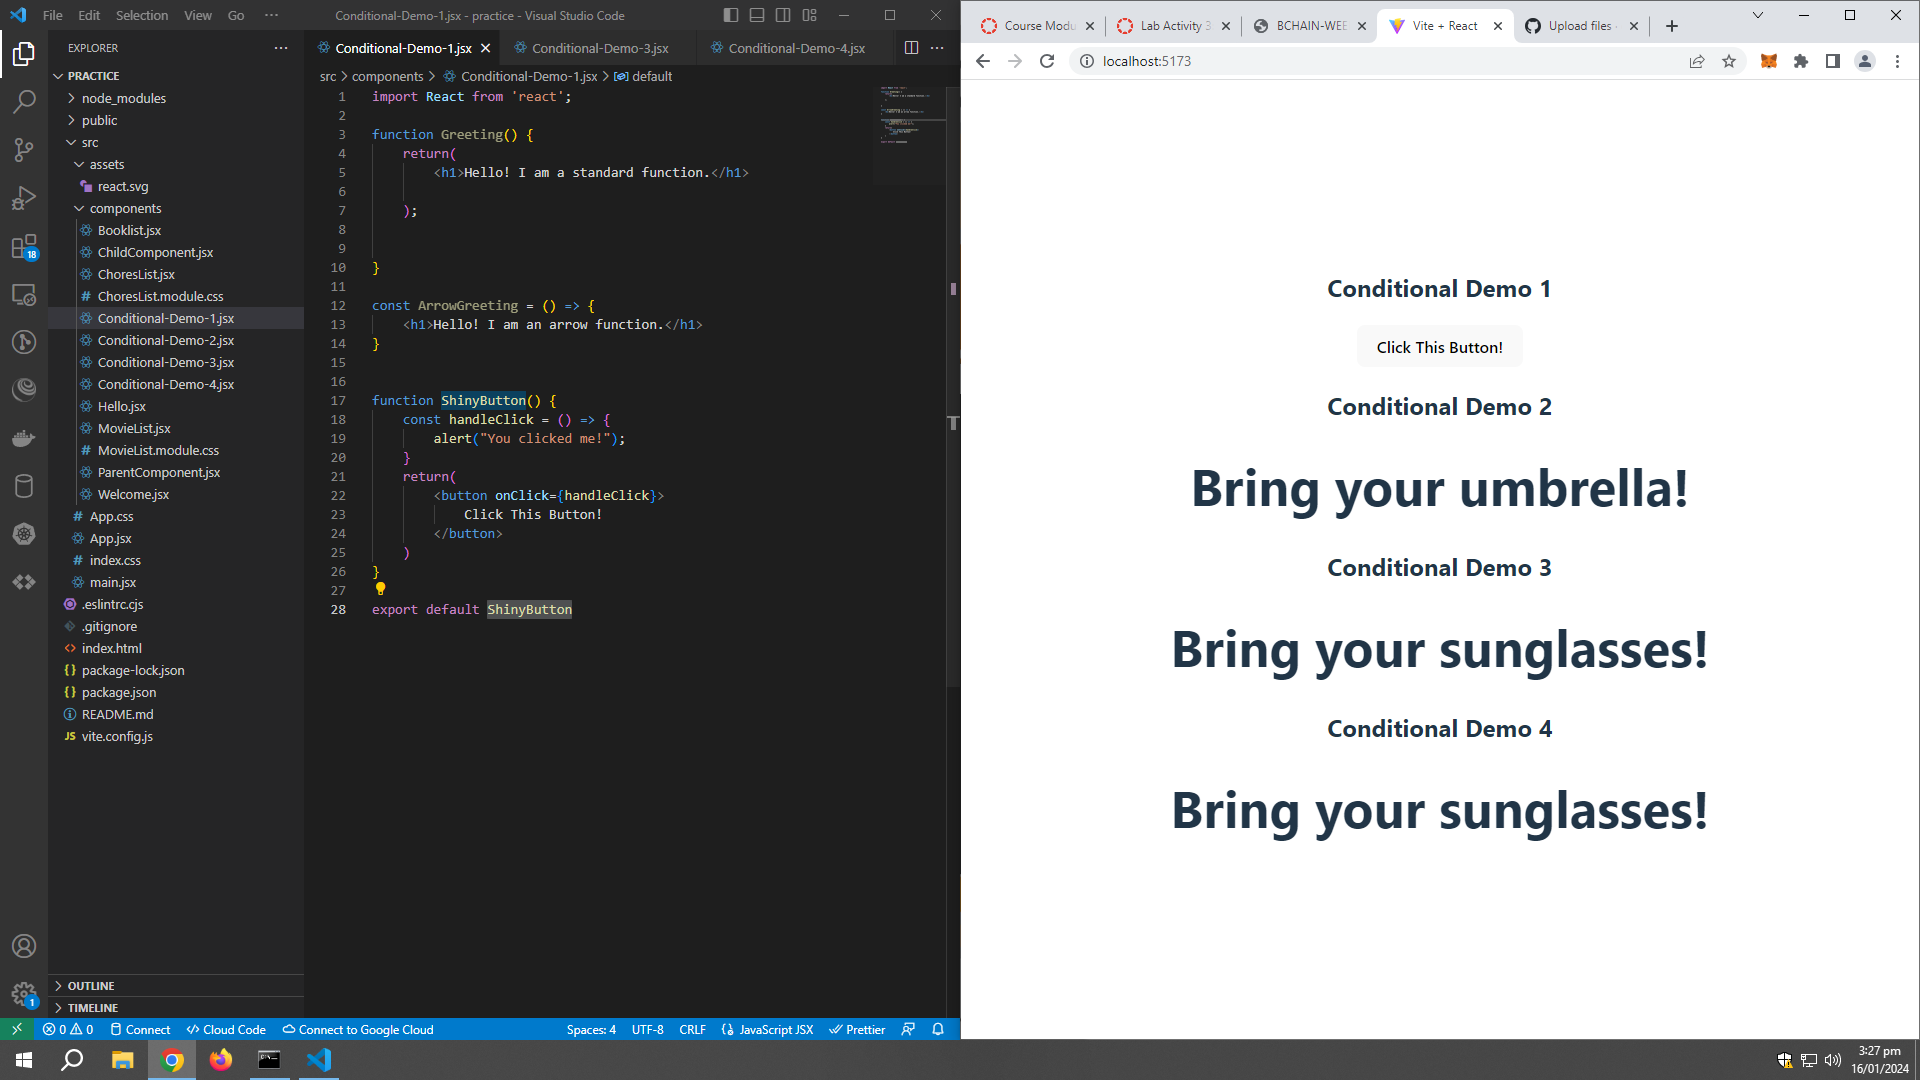 File Edit Selection View Go ··· Conditional-Demo-1.jsx - practice - Visual Studio Code
EXPLORER ···
PRACTICE
node_modules
public
src
assets
react.svg
components
Booklist.jsx
ChildComponent.jsx
ChoresList.jsx
# ChoresList.module.css
Conditional-Demo-1.jsx
Conditional-Demo-2.jsx
Conditional-Demo-3.jsx
Conditional-Demo-4.jsx
Hello.jsx
MovieList.jsx
# MovieList.module.css
ParentComponent.jsx
Welcome.jsx
# App.css
App.jsx
# index.css
main.jsx
.eslintrc.cjs
.gitignore
<> index.html
{} package-lock.json
{} package.json
README.md
JS vite.config.js
OUTLINE
TIMELINE
18
1
Conditional-Demo-1.jsx Conditional-Demo-3.jsx Conditional-Demo-4.jsx ···
src > components > Conditional-Demo-1.jsx > default
1 import React from 'react';
2
3 function Greeting() {
4 return(
5 <h1>Hello! I am a standard function.</h1>
6
7 );
8
9
10 }
11
12 const ArrowGreeting = () => {
13 <h1>Hello! I am an arrow function.</h1>
14 }
15
16
17 function ShinyButton() {
18 const handleClick = () => {
19 alert("You clicked me!");
20 }
21 return(
22 <button onClick={handleClick}>
23 Click This Button!
24 </button>
25 )
26 }
27
28 export default ShinyButton
0 0 Connect </> Cloud Code Connect to Google Cloud Spaces: 4 UTF-8 CRLF JavaScript JSX Prettier
Course Modu Lab Activity 3 BCHAIN-WEE Vite + React Upload files ·
localhost:5173
Conditional Demo 1
Click This Button!
Conditional Demo 2
Bring your umbrella!
Conditional Demo 3
Bring your sunglasses!
Conditional Demo 4
Bring your sunglasses!
3:27 pm
16/01/2024